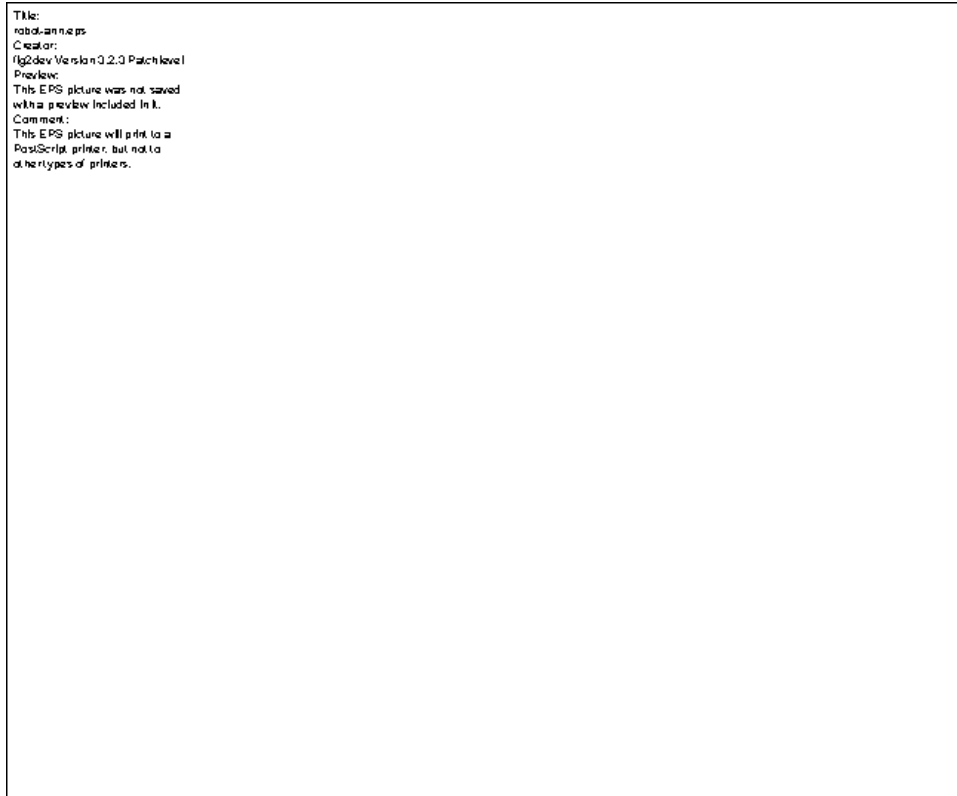 Title:
robot-ann.eps
Creator:
fig2dev Version 3.2.3 Patchlevel
Preview:
This EPS picture was not saved
with a preview included in it.
Comment:
This EPS picture will print to a
PostScript printer, but not to
other types of printers.